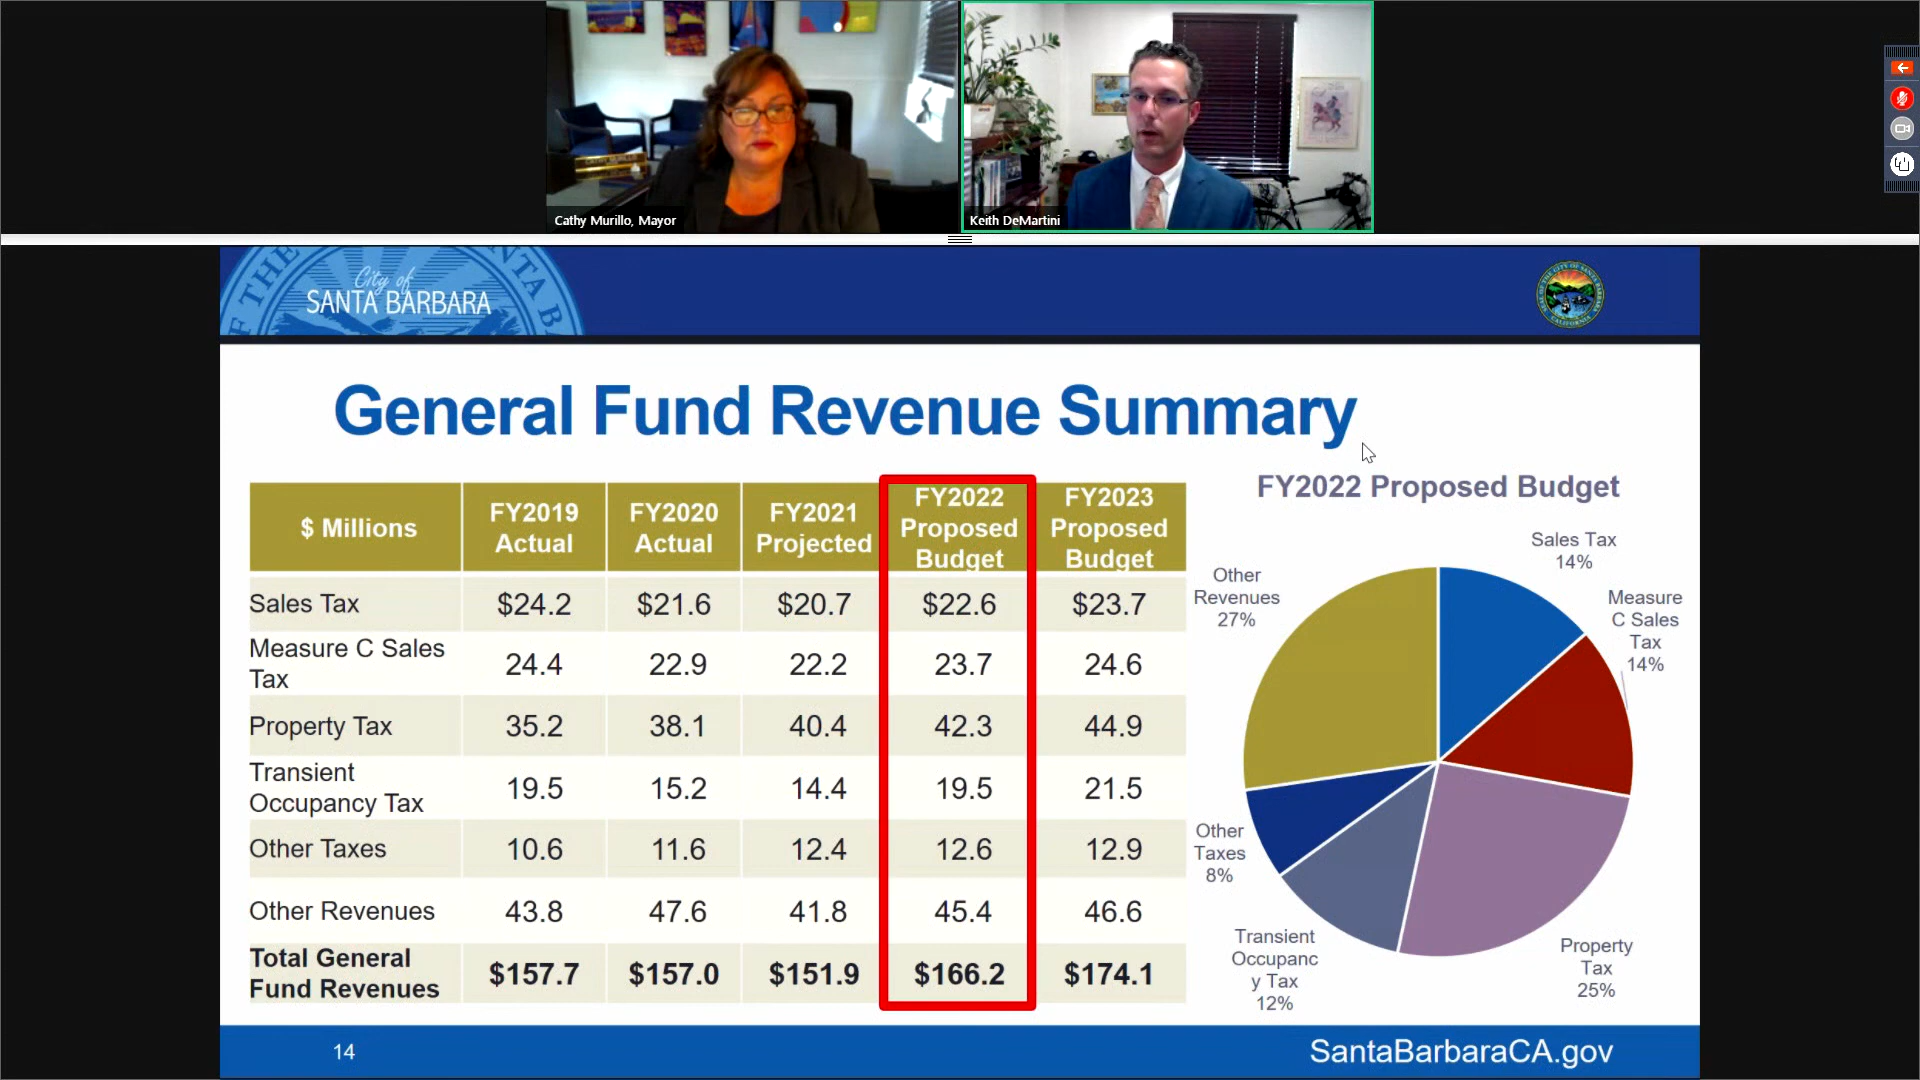 Cathy Murillo, Mayor
Keith DeMartini
City of
SANTA BARBARA
General Fund Revenue Summary
$ Millions
FY2019 Actual
FY2020 Actual
FY2021 Projected
FY2022 Proposed Budget
FY2023 Proposed Budget
Sales Tax $24.2 $21.6 $20.7 $22.6 $23.7
Measure C Sales Tax 24.4 22.9 22.2 23.7 24.6
Property Tax 35.2 38.1 40.4 42.3 44.9
Transient Occupancy Tax 19.5 15.2 14.4 19.5 21.5
Other Taxes 10.6 11.6 12.4 12.6 12.9
Other Revenues 43.8 47.6 41.8 45.4 46.6
Total General Fund Revenues $157.7 $157.0 $151.9 $166.2 $174.1
FY2022 Proposed Budget
Sales Tax
14%
Measure
C Sales
Tax
14%
Property
Tax
25%
Transient
Occupanc
y Tax
12%
Other
Taxes
8%
Other
Revenues
27%
14
SantaBarbaraCA.gov